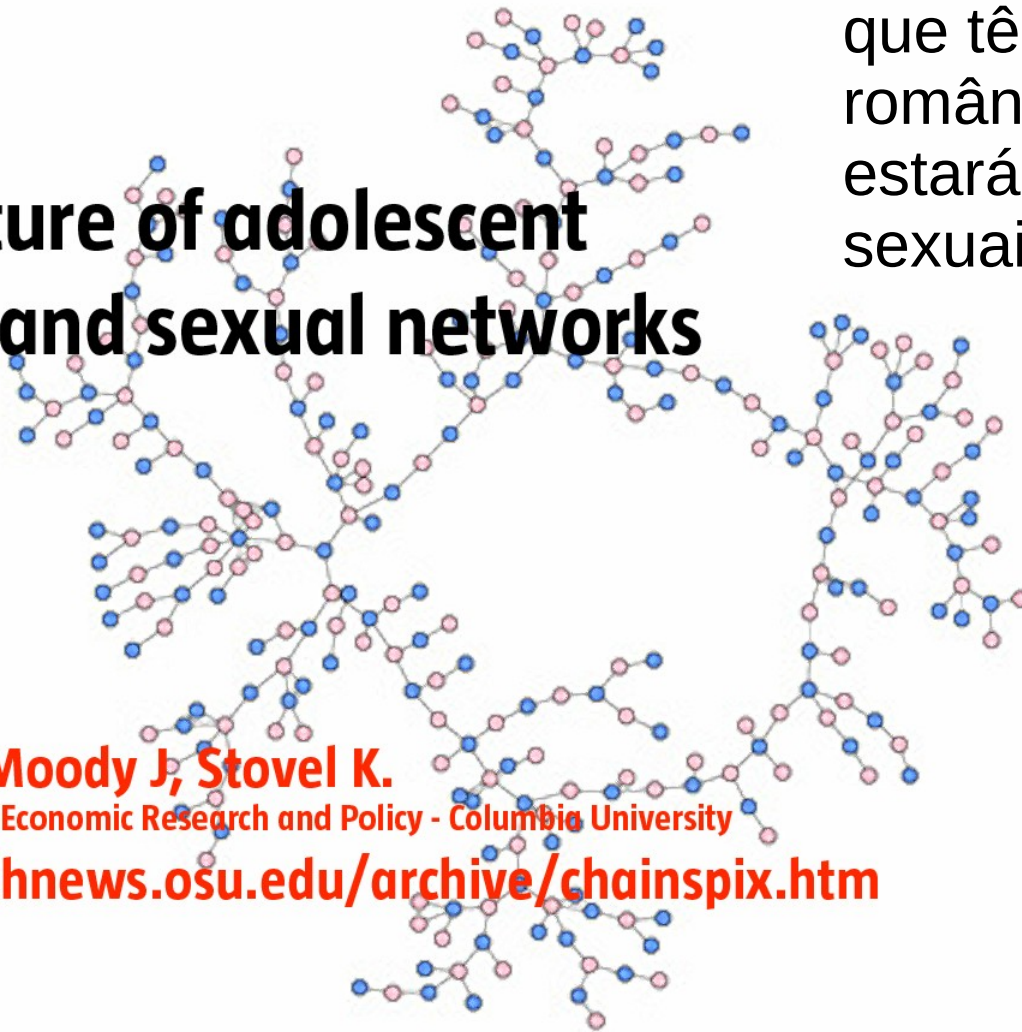 que tê
român
estará
sexuai
ture of adolescent
and sexual networks
Moody J, Stovel K.
Economic Research and Policy - Columbia University
hnews.osu.edu/archive/chainspix.htm